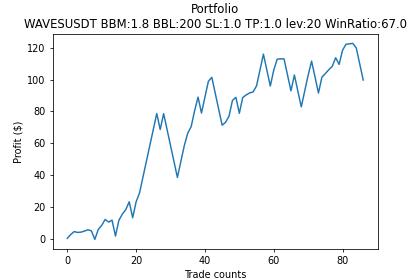 Portfolio
WAVESUSDT BBM:1.8 BBL:200 SL:1.0 TP:1.0 lev:20 WinRatio:67.0
120
100
80
60
40
20
0
Profit ($)
0 20 40 60 80
Trade counts